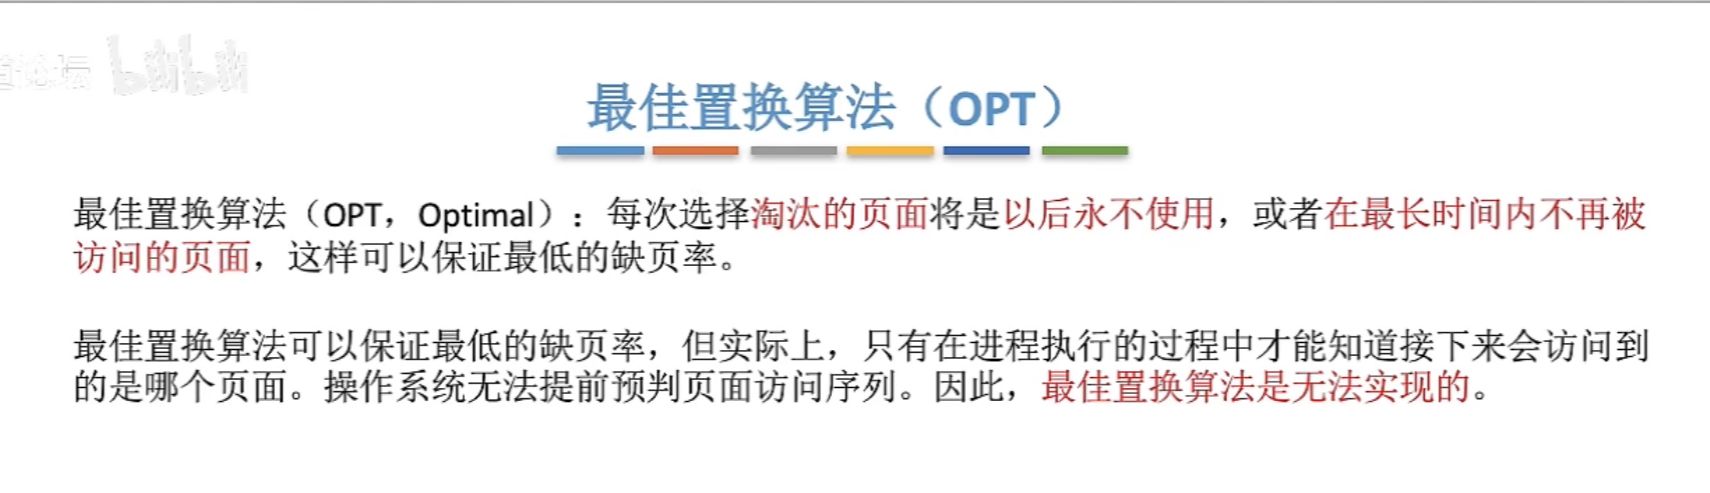 论坛 bilibili
最佳置换算法（OPT）
最佳置换算法（OPT，Optimal）：每次选择淘汰的页面将是以后永不使用，或者在最长时间内不再被
访问的页面，这样可以保证最低的缺页率。
最佳置换算法可以保证最低的缺页率，但实际上，只有在进程执行的过程中才能知道接下来会访问到
的是哪个页面。操作系统无法提前预判页面访问序列。因此，最佳置换算法是无法实现的。